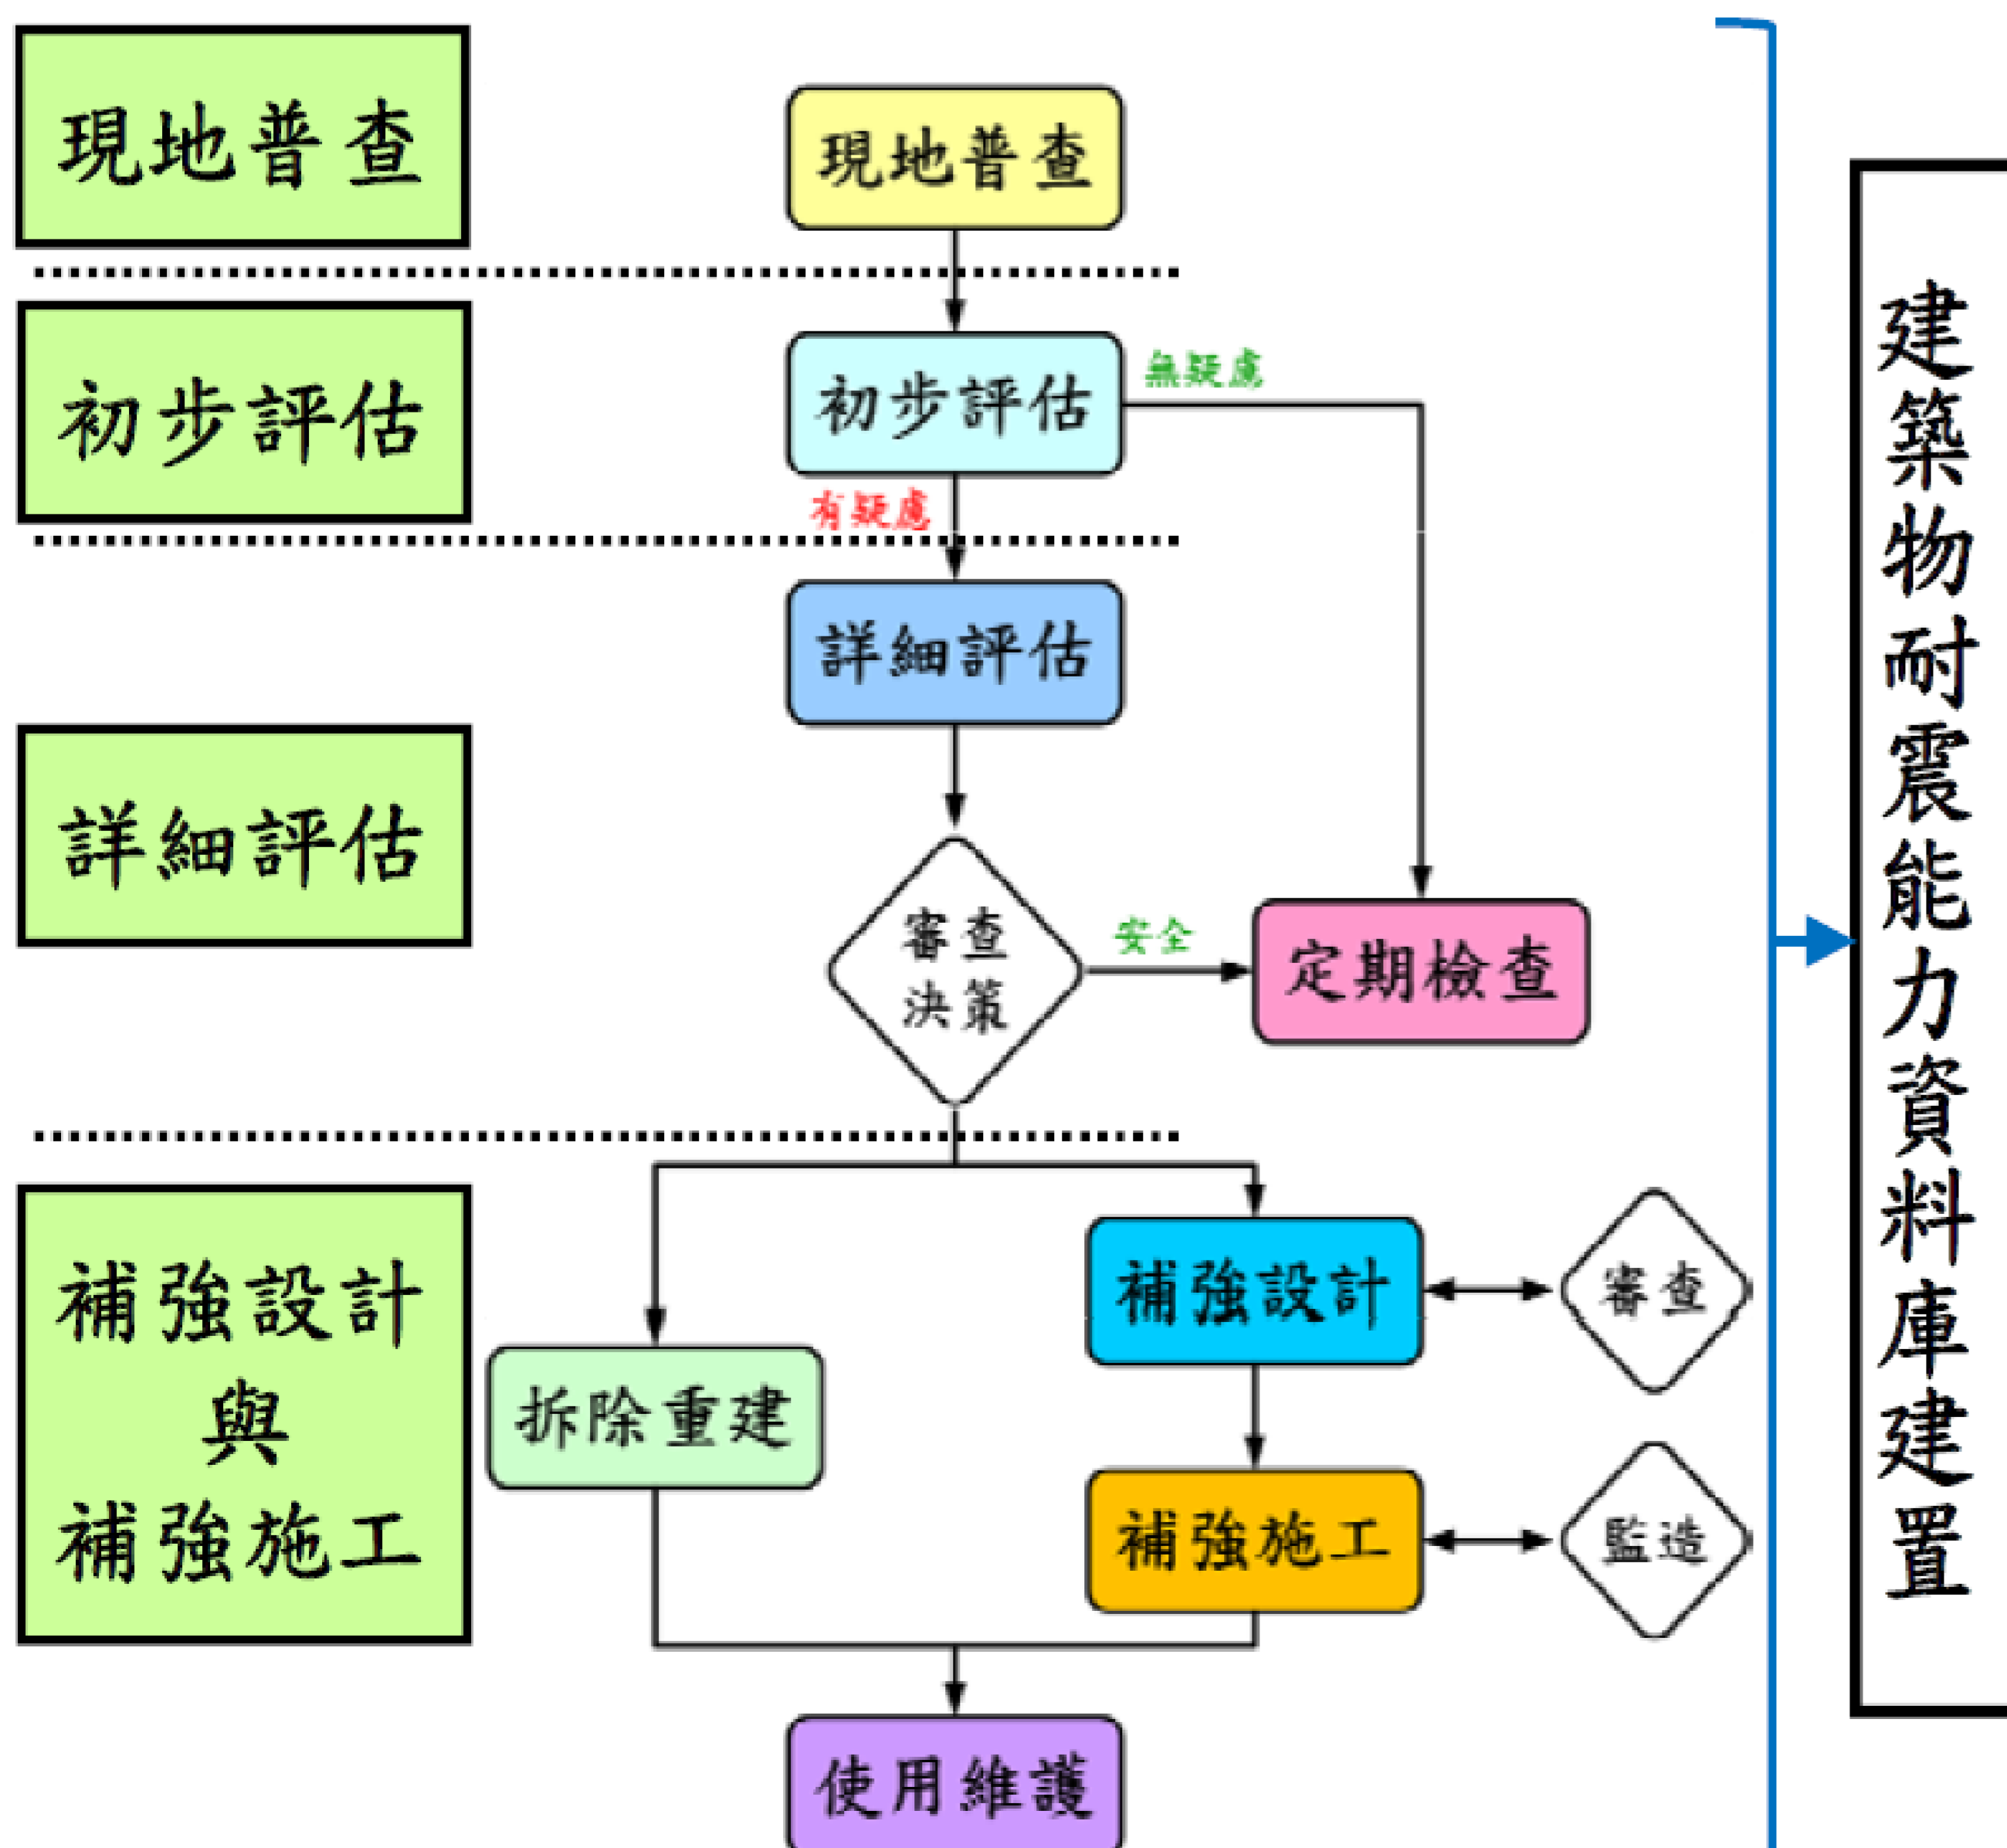 現地普查
現地普查
初步評估
初步評估
無疑慮
有疑慮
詳細評估
詳細評估
審查
決策
安全
定期檢查
補強設計
與
補強施工
拆除重建
補強設計
審查
補強施工
監造
使用維護
建築物耐震能力資料庫建置